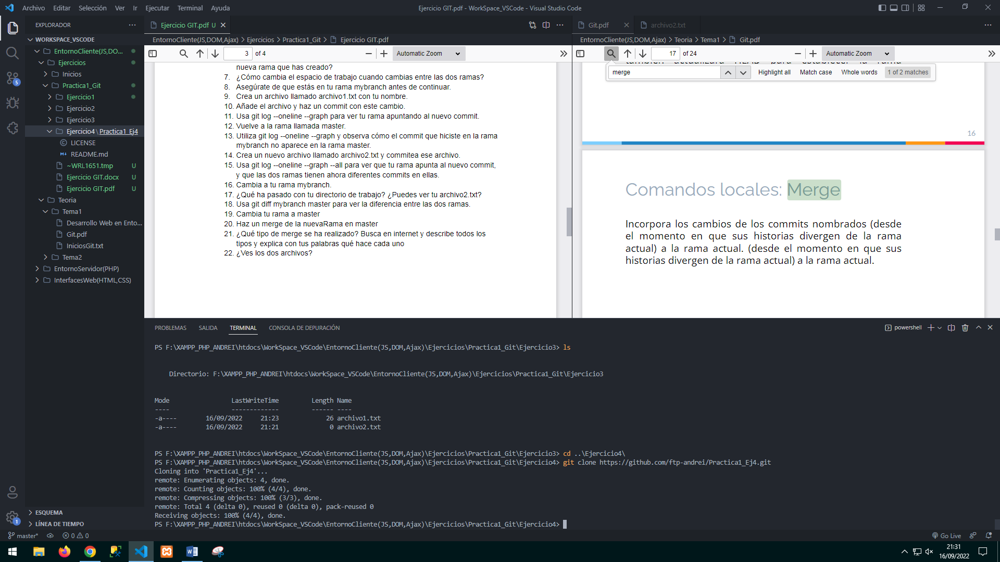 Archivo Editar Selección Ver Ir Ejecutar Terminal Ayuda
Ejercicio GIT.pdf - WorkSpace_VSCode - Visual Studio Code
EXPLORADOR
WORKSPACE_VSCODE
EntornoCliente(JS,DO...
Ejercicios
Inicios
Practica1_Git
Ejercicio1
Ejercicio2
Ejercicio3
Ejercicio4\Practica1_Ej4
LICENSE
README.md
~WRL1651.tmp U
Ejercicio GIT.docx U
Ejercicio GIT.pdf U
Teoria
Tema1
Desarrollo Web en Ento...
Git.pdf
IniciosGit.txt
Tema2
EntornoServidor(PHP)
InterfacesWeb(HTML,CSS)
ESQUEMA
LÍNEA DE TIEMPO
5
1
Ejercicio GIT.pdf U
EntornoCliente(JS,DOM,Ajax) > Ejercicios > Practica1_Git > Ejercicio GIT.pdf
3 of 4
Automatic Zoom
nueva rama que has creado?
7. ¿Cómo cambia el espacio de trabajo cuando cambias entre las dos ramas?
8. Asegúrate de que estás en tu rama mybranch antes de continuar.
9. Crea un archivo llamado archivo1.txt con tu nombre.
10. Añade el archivo y haz un commit con este cambio.
11. Usa git log --oneline --graph para ver tu rama apuntando al nuevo commit.
12. Vuelve a la rama llamada master.
13. Utiliza git log --oneline --graph y observa cómo el commit que hiciste en la rama
mybranch no aparece en la rama master.
14. Crea un nuevo archivo llamado archivo2.txt y commitea ese archivo.
15. Usa git log --oneline --graph --all para ver que tu rama apunta al nuevo commit,
y que las dos ramas tienen ahora diferentes commits en ellas.
16. Cambia a tu rama mybranch.
17. ¿Qué ha pasado con tu directorio de trabajo? ¿Puedes ver tu archivo2.txt?
18. Usa git diff mybranch master para ver la diferencia entre las dos ramas.
19. Cambia tu rama a master
20. Haz un merge de la nuevaRama en master
21. ¿Qué tipo de merge se ha realizado? Busca en internet y describe todos los
tipos y explica con tus palabras qué hace cada uno
22. ¿Ves los dos archivos?
Git.pdf
archivo2.txt
EntornoCliente(JS,DOM,Ajax) > Teoria > Tema1 > Git.pdf
17 of 24
Automatic Zoom
merge
Highlight all Match case Whole words 1 of 2 matches
16
Comandos locales: Merge
Incorpora los cambios de los commits nombrados (desde
el momento en que sus historias divergen de la rama
actual) a la rama actual. (desde el momento en que sus
historias divergen de la rama actual) a la rama actual.
PROBLEMAS SALIDA TERMINAL CONSOLA DE DEPURACIÓN
powershell
PS F:\XAMPP_PHP_ANDREI\htdocs\WorkSpace_VSCode\EntornoCliente(JS,DOM,Ajax)\Ejercicios\Practica1_Git\Ejercicio3> ls
Directorio: F:\XAMPP_PHP_ANDREI\htdocs\WorkSpace_VSCode\EntornoCliente(JS,DOM,Ajax)\Ejercicios\Practica1_Git\Ejercicio3
Mode LastWriteTime Length Name
---- ------------- ------ ----
-a---- 16/09/2022 21:23 26 archivo1.txt
-a---- 16/09/2022 21:21 0 archivo2.txt
PS F:\XAMPP_PHP_ANDREI\htdocs\WorkSpace_VSCode\EntornoCliente(JS,DOM,Ajax)\Ejercicios\Practica1_Git\Ejercicio3> cd ..\Ejercicio4\
PS F:\XAMPP_PHP_ANDREI\htdocs\WorkSpace_VSCode\EntornoCliente(JS,DOM,Ajax)\Ejercicios\Practica1_Git\Ejercicio4> git clone https://github.com/ftp-andrei/Practica1_Ej4.git
Cloning into 'Practica1_Ej4'...
remote: Enumerating objects: 4, done.
remote: Counting objects: 100% (4/4), done.
remote: Compressing objects: 100% (3/3), done.
remote: Total 4 (delta 0), reused 0 (delta 0), pack-reused 0
Receiving objects: 100% (4/4), done.
PS F:\XAMPP_PHP_ANDREI\htdocs\WorkSpace_VSCode\EntornoCliente(JS,DOM,Ajax)\Ejercicios\Practica1_Git\Ejercicio4>
master* 0 0
Go Live
21:31
16/09/2022